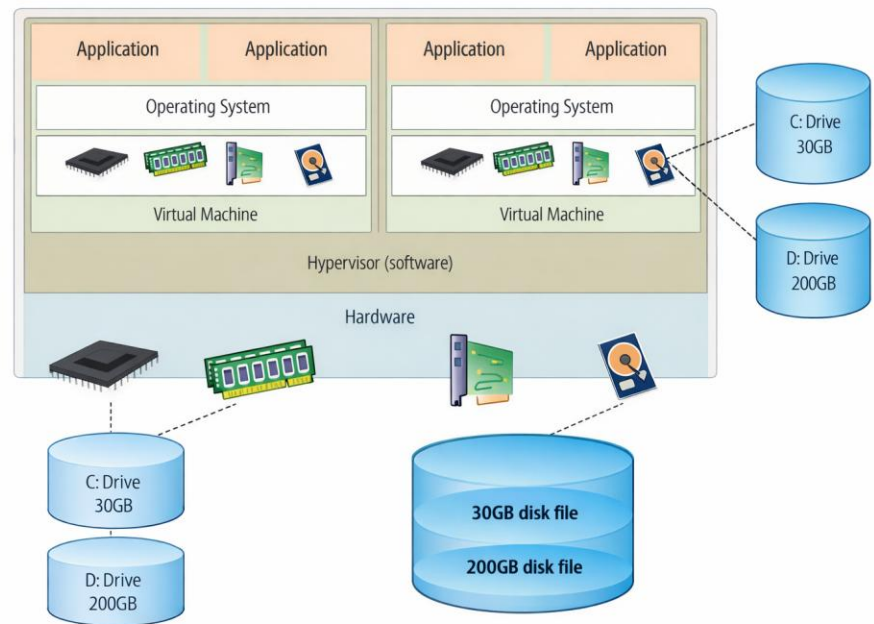 Application
Application
Application
Application
Operating System
Operating System
C: Drive
30GB
Virtual Machine
Virtual Machine
D: Drive
200GB
Hypervisor (software)
Hardware
C: Drive
30GB
30GB disk file
200GB disk file
D: Drive
200GB